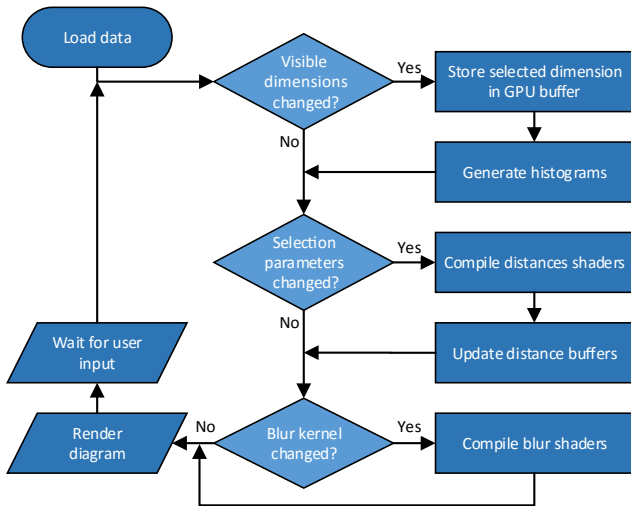 Load data
Visible
dimensions
changed?
Yes
Store selected dimension
in GPU buffer
No
Generate histograms
Selection
parameters
changed?
Yes
Compile distances shaders
No
Wait for user
input
Update distance buffers
Render
diagram
No
Blur kernel
changed?
Yes
Compile blur shaders